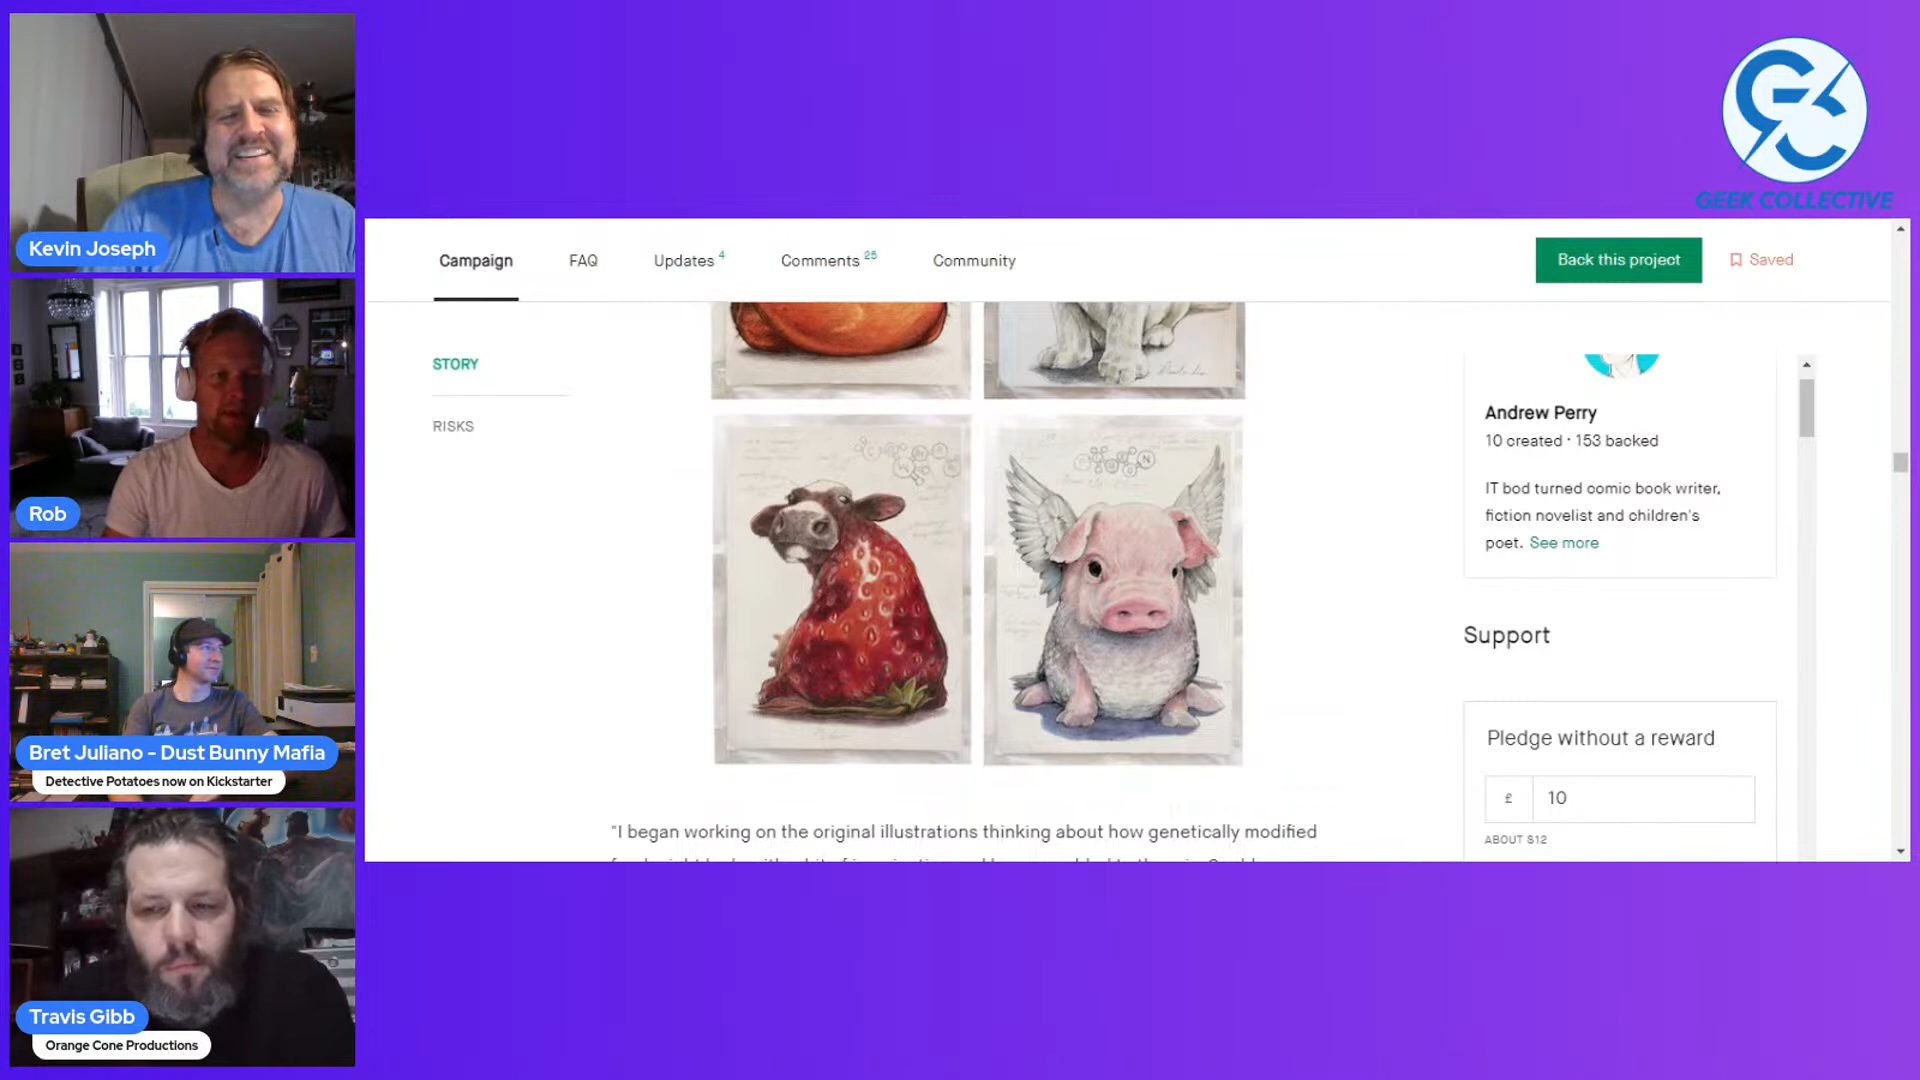 Kevin Joseph
Rob
Bret Juliano - Dust Bunny Mafia
Detective Potatoes now on Kickstarter
Travis Gibb
Orange Cone Productions
GEEK COLLECTIVE
Campaign
FAQ
Updates 4
Comments 25
Community
Back this project
Saved
STORY
RISKS
"I began working on the original illustrations thinking about how genetically modified
Andrew Perry
10 created · 153 backed
IT bod turned comic book writer,
fiction novelist and children's
poet. See more
Support
Pledge without a reward
£ 10
ABOUT $12